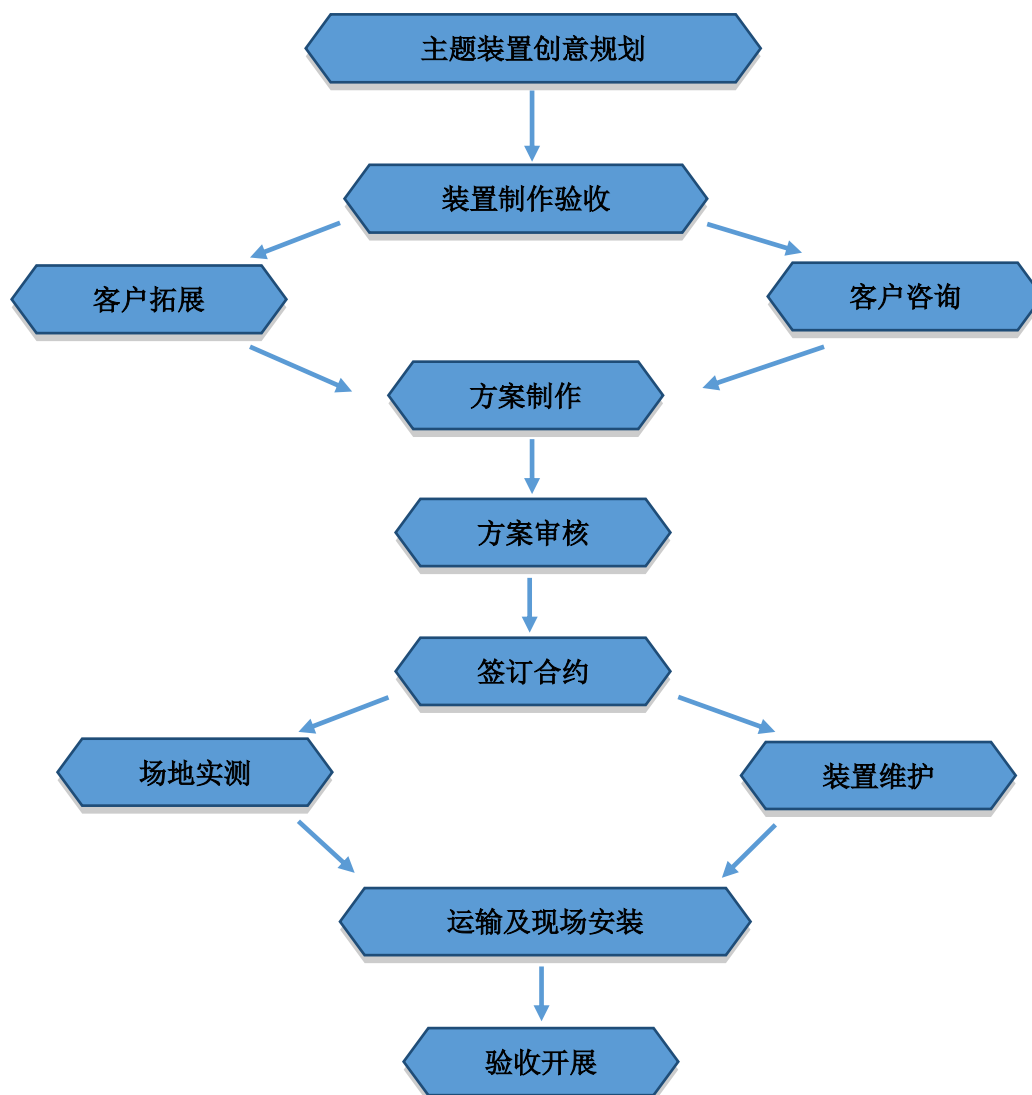 主题装置创意规划
装置制作验收
客户拓展
客户咨询
方案制作
方案审核
签订合约
场地实测
装置维护
运输及现场安装
验收开展